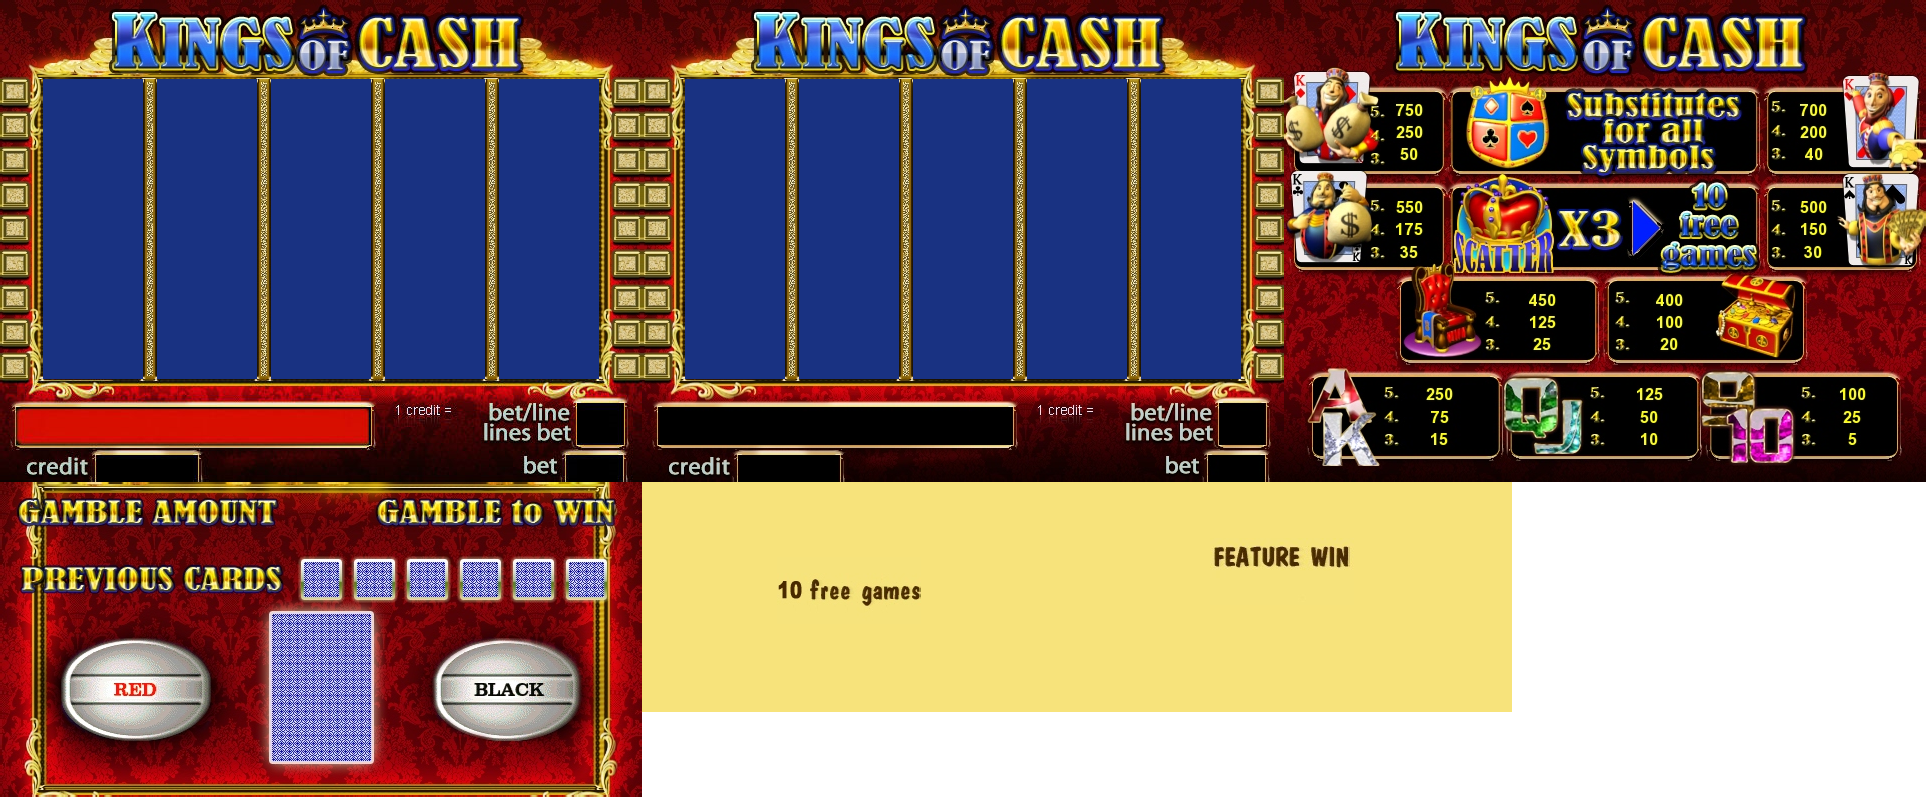 KINGS OF CASH
1 credit =
bet/line
lines bet
credit
bet
KINGS OF CASH
1 credit =
bet/line
lines bet
credit
bet
KINGS OF CASH
K
5. 750
4. 250
3. 50
Substitutes
for all
Symbols
5. 700
4. 200
3. 40
K
K
5. 550
4. 175
3. 35
$
K
SCATTER
X3
10
free
games
5. 500
4. 150
3. 30
K
5. 450
4. 125
3. 25
5. 400
4. 100
3. 20
A
K
5. 250
4. 75
3. 15
Q
J
5. 125
4. 50
3. 10
9
10
5. 100
4. 25
3. 5
GAMBLE AMOUNT
GAMBLE to WIN
PREVIOUS CARDS
RED
BLACK
FEATURE WIN
10 free games